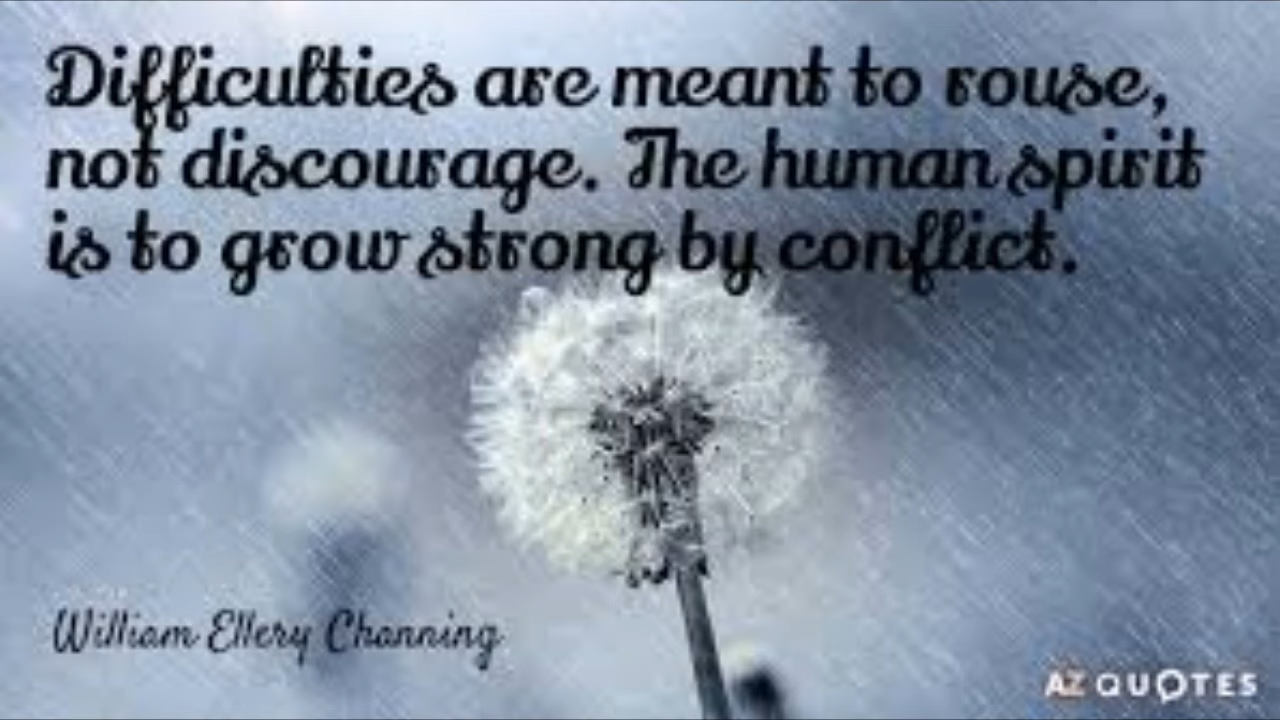 Difficulties are meant to rouse,
not discourage. The human spirit
is to grow strong by conflict.
William Ellery Channing
AZ QUOTES